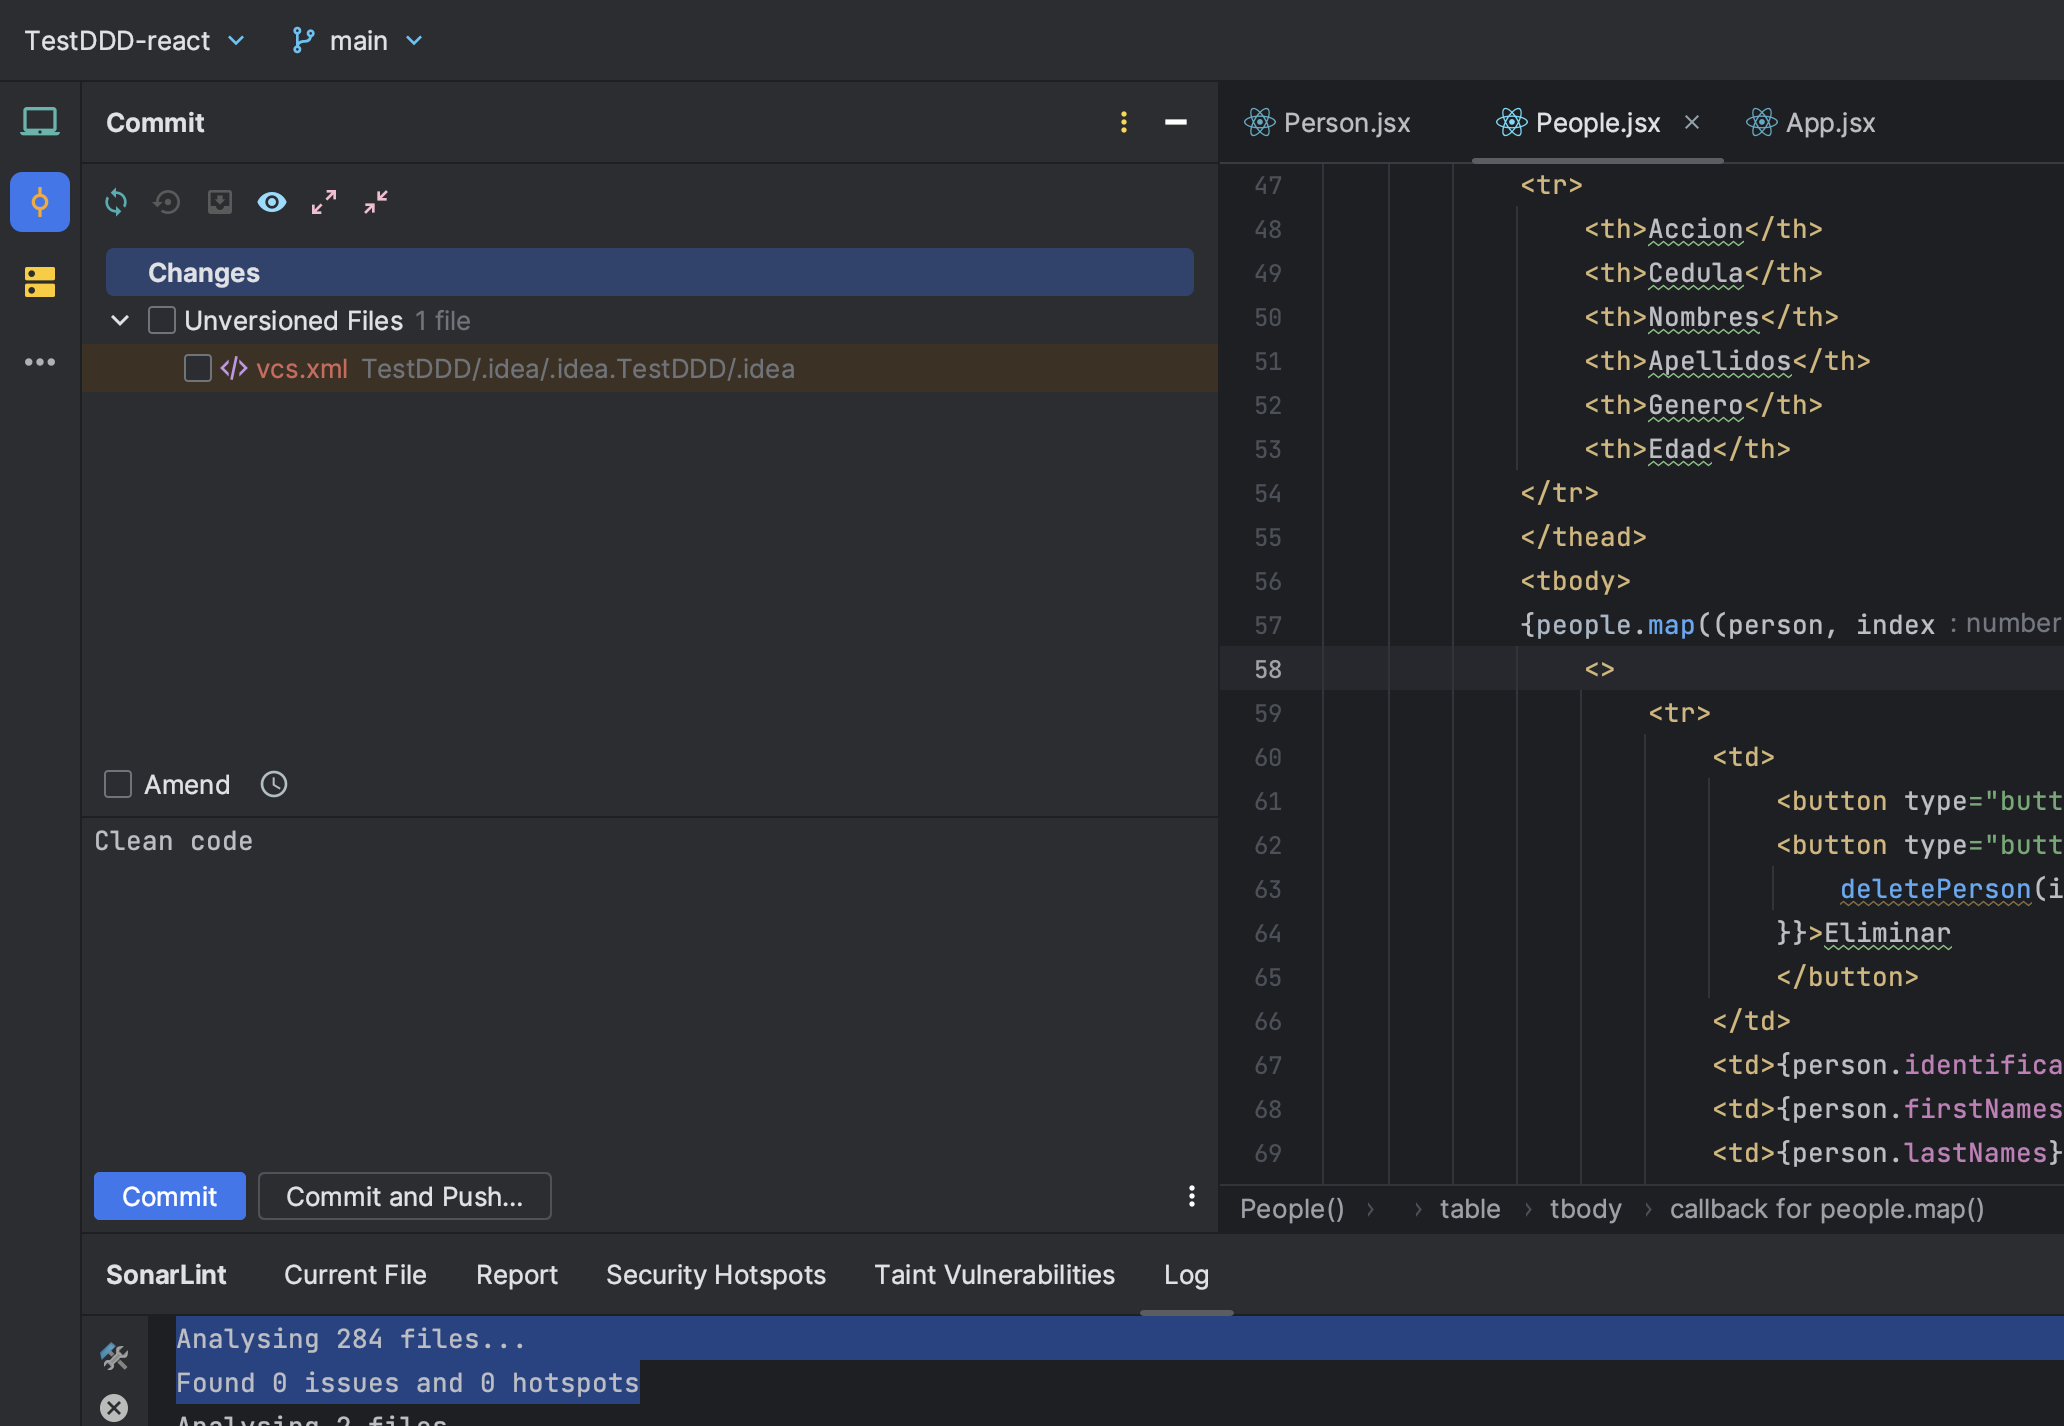 TestDDD-react main
Commit
Changes
Unversioned Files 1 file
vcs.xml TestDDD/.idea/.idea.TestDDD/.idea
Amend
Clean code
Commit Commit and Push...
Person.jsx People.jsx App.jsx
47 <tr>
48 <th>Accion</th>
49 <th>Cedula</th>
50 <th>Nombres</th>
51 <th>Apellidos</th>
52 <th>Genero</th>
53 <th>Edad</th>
54 </tr>
55 </thead>
56 <tbody>
57 {people.map((person, index : number
58 <>
59 <tr>
60 <td>
61 <button type="butt
62 <button type="butt
63 deletePerson(i
64 }}>Eliminar
65 </button>
66 </td>
67 <td>{person.identifica
68 <td>{person.firstNames
69 <td>{person.lastNames}
People() › › table › tbody › callback for people.map()
SonarLint Current File Report Security Hotspots Taint Vulnerabilities Log
Analysing 284 files...
Found 0 issues and 0 hotspots
Analysing 2 files